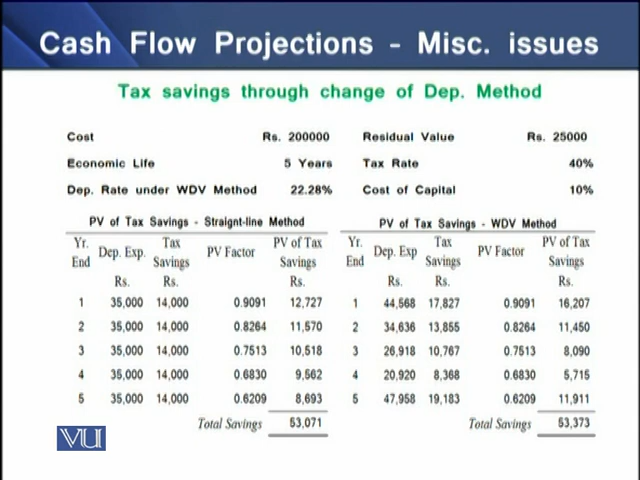 Cash Flow Projections - Misc. issues
Tax savings through change of Dep. Method
Cost Rs. 200000 Residual Value Rs. 25000
Economic Life 5 Years Tax Rate 40%
Dep. Rate under WDV Method 22.28% Cost of Capital 10%
PV of Tax Savings - Straignt-line Method PV of Tax Savings - WDV Method
Yr. End Dep. Exp. Tax Savings PV Factor PV of Tax Savings Yr. End Dep. Exp Tax Savings PV Factor PV of Tax Savings
Rs. Rs. Rs. Rs. Rs. Rs.
1 35,000 14,000 0.9091 12,727 1 44,568 17,827 0.9091 16,207
2 35,000 14,000 0.8264 11,570 2 34,636 13,855 0.8264 11,450
3 35,000 14,000 0.7513 10,518 3 26,918 10,767 0.7513 8,090
4 35,000 14,000 0.6830 9,562 4 20,920 8,368 0.6830 5,715
5 35,000 14,000 0.6209 8,693 5 47,958 19,183 0.6209 11,911
Total Savings 53,071 Total Savings 53,373
VU